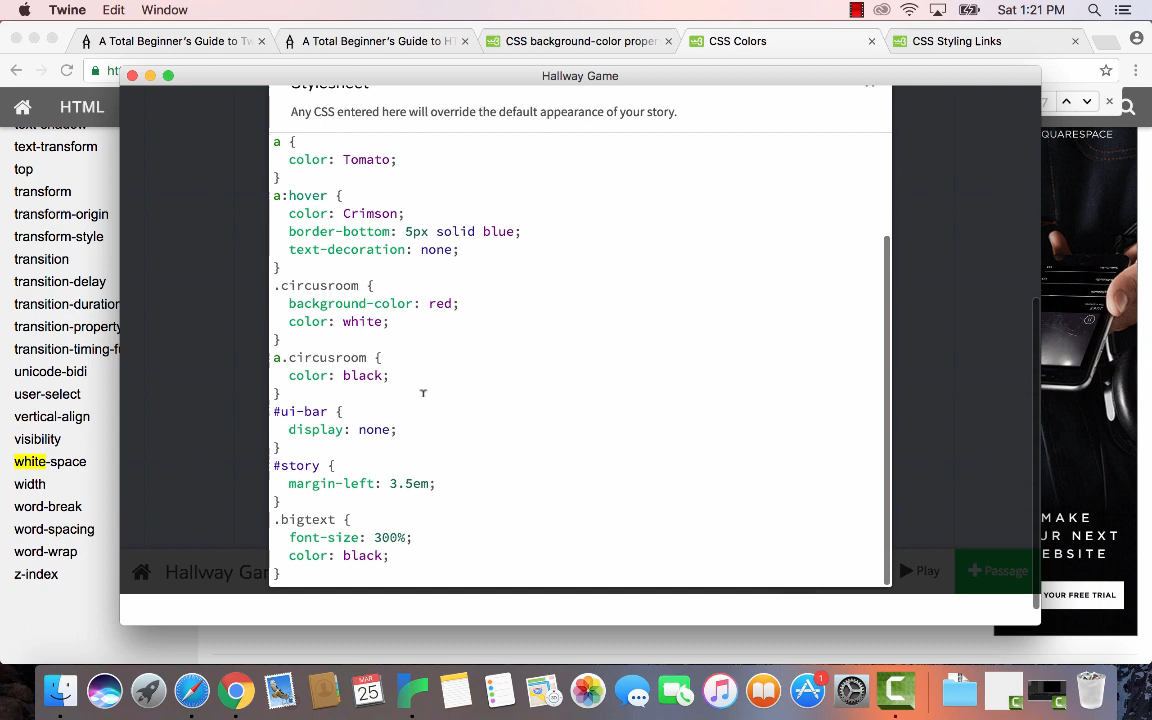 Twine Edit Window Sat 1:21 PM
A Total Beginner's Guide to Tw
A Total Beginner's Guide to HT
CSS background-color proper
CSS Colors
CSS Styling Links
Hallway Game
HTML
Any CSS entered here will override the default appearance of your story.
text-transform
top
transform
transform-origin
transform-style
transition
transition-delay
transition-duration
transition-property
unicode-bidi
user-select
vertical-align
visibility
white-space
width
word-break
word-spacing
word-wrap
z-index
a {
color: Tomato;
}
a:hover {
color: Crimson;
border-bottom: 5px solid blue;
text-decoration: none;
}
.circusroom {
background-color: red;
color: white;
}
a.circusroom {
color: black;
}
#ui-bar {
display: none;
}
#story {
margin-left: 3.5em;
}
.bigtext {
font-size: 300%;
color: black;
}
Hallway Ga
Play
Passage
QUARESPACE
MAKE
UR NEXT
EBSITE
YOUR FREE TRIAL
MAR
25
1